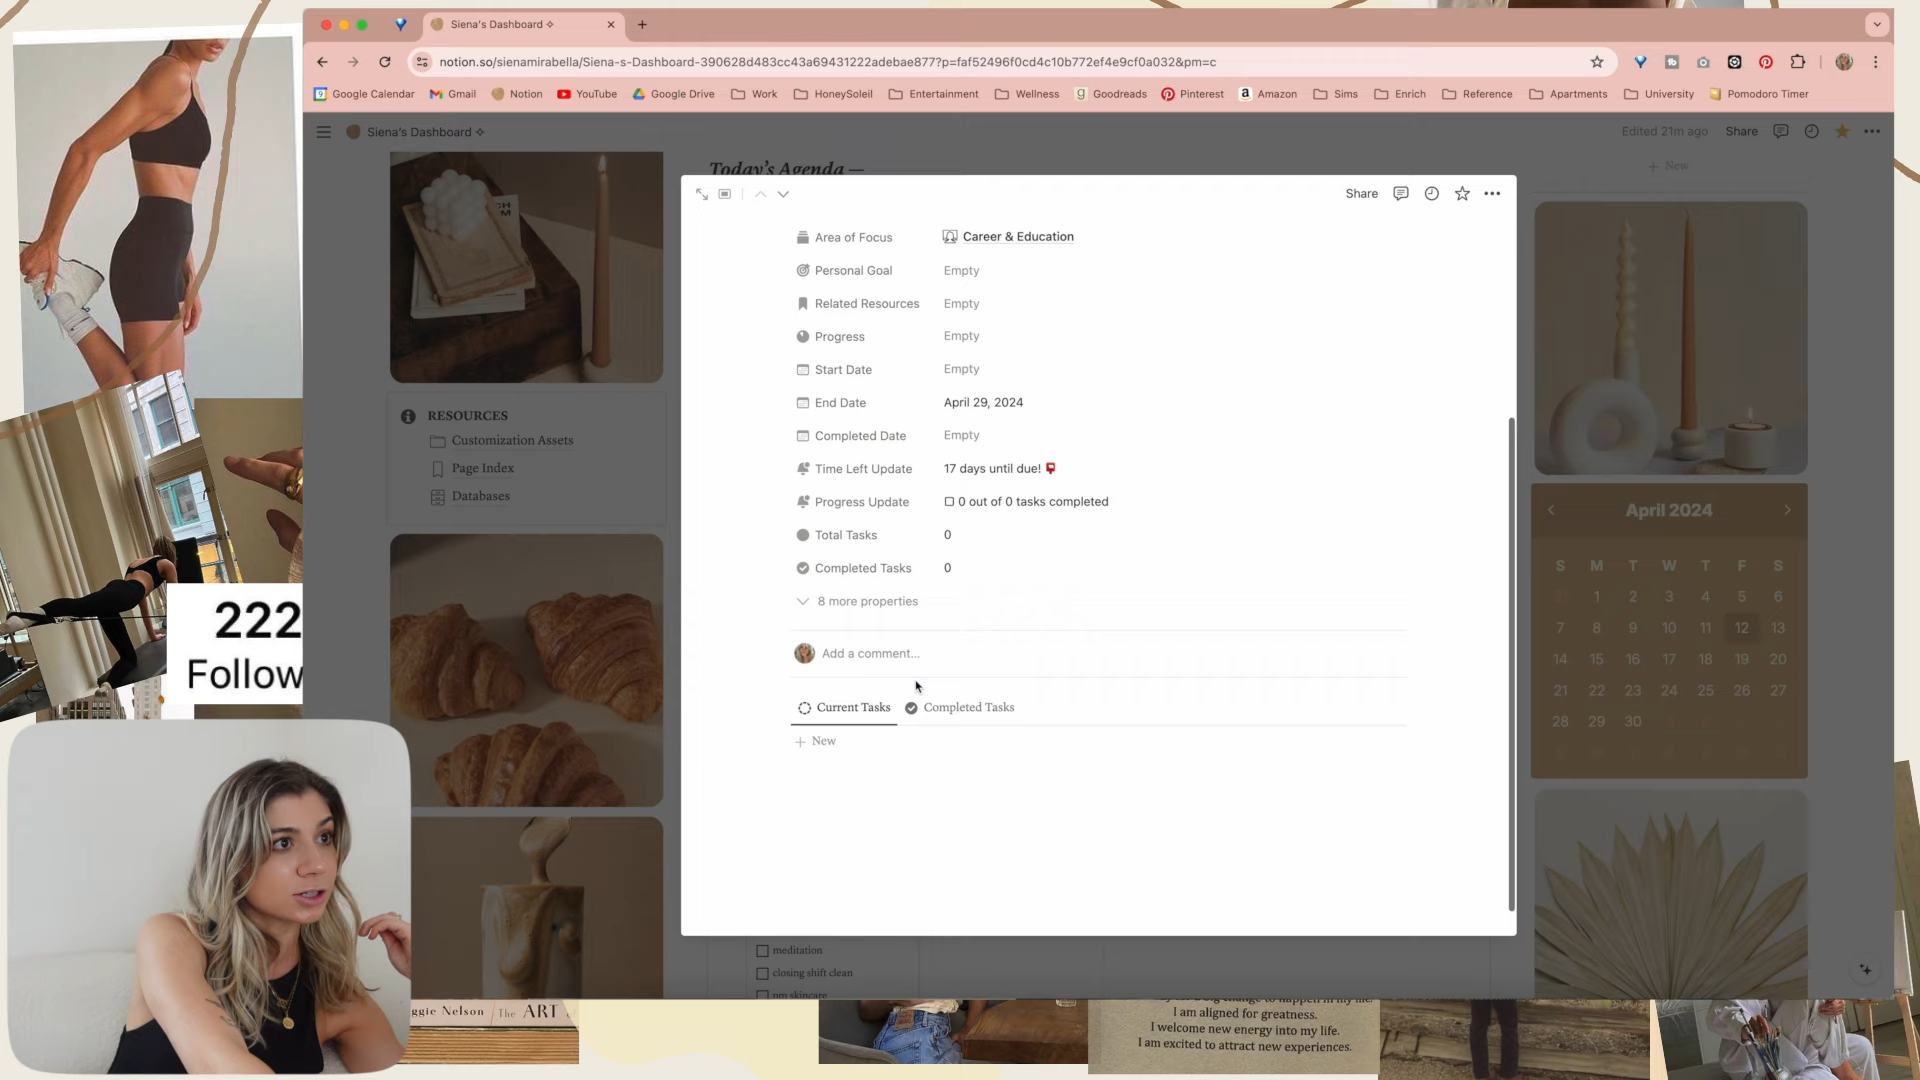 Siena's Dashboard ✧
notion.so/sienamirabella/Siena-s-Dashboard-390628d483cc43a69431222adebae877?p=faf52496f0cd4c10b772ef4e9cf0a032&pm=c
Google Calendar Gmail Notion YouTube Google Drive Work HoneySoleil Entertainment Wellness Goodreads Pinterest Amazon Sims Enrich Reference Apartments University Pomodoro Timer
Siena's Dashboard ✧
Edited 21m ago Share
Today's Agenda —
+ New
Share
Area of Focus Career & Education
Personal Goal Empty
Related Resources Empty
Progress Empty
Start Date Empty
End Date April 29, 2024
Completed Date Empty
Time Left Update 17 days until due!
Progress Update 0 out of 0 tasks completed
Total Tasks 0
Completed Tasks 0
8 more properties
Add a comment...
Current Tasks Completed Tasks
+ New
RESOURCES
Customization Assets
Page Index
Databases
April 2024
S M T W T F S
1 2 3 4 5 6
7 8 9 10 11 12 13
14 15 16 17 18 19 20
21 22 23 24 25 26 27
28 29 30
222
Follow
meditation
closing shift clean
pm skincare
ggie Nelson The ART
I am aligned for greatness.
I welcome new energy into my life.
I am excited to attract new experiences.